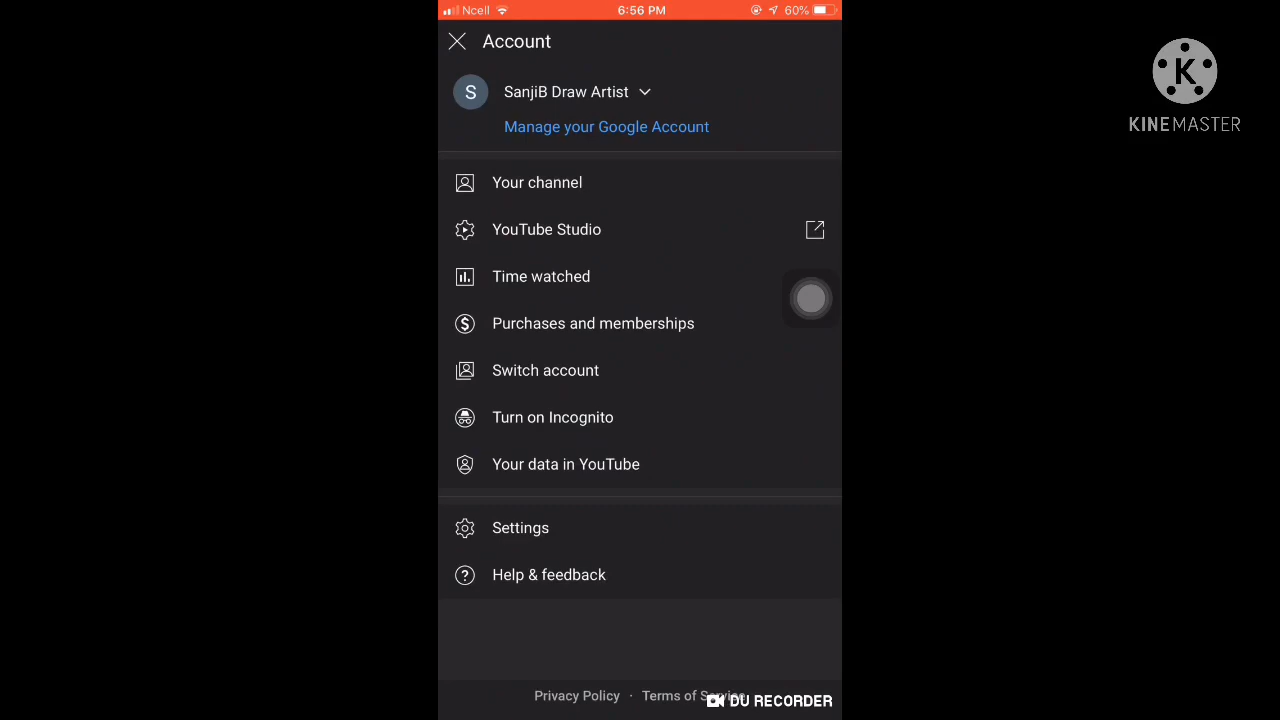 Ncell 6:56 PM 60%
Account
S SanjiB Draw Artist
Manage your Google Account
K
KINEMASTER
Your channel
YouTube Studio
Time watched
Purchases and memberships
Switch account
Turn on Incognito
Your data in YouTube
Settings
Help & feedback
Privacy Policy · Terms of
DU RECORDER